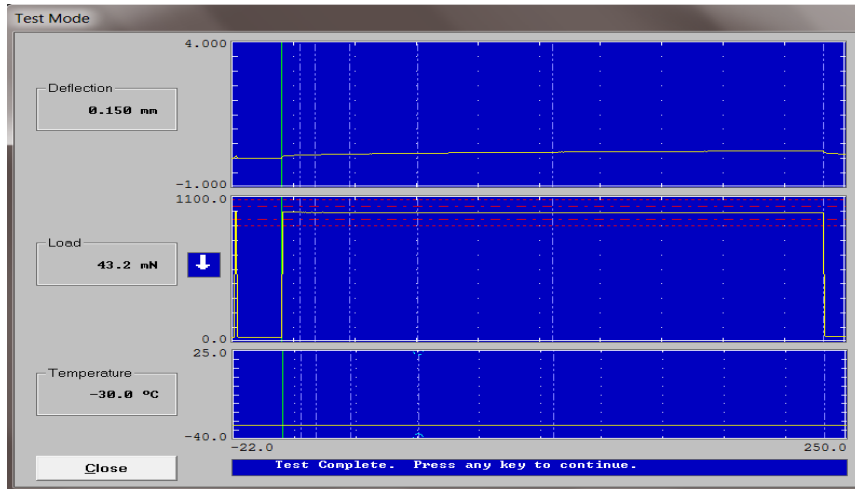 Test Mode
4.000
Deflection
0.150 mm
-1.000
1100.0
Load
43.2 mN
0.0
25.0
Temperature
-30.0 ºC
-40.0
-22.0
250.0
Close
Test Complete. Press any key to continue.